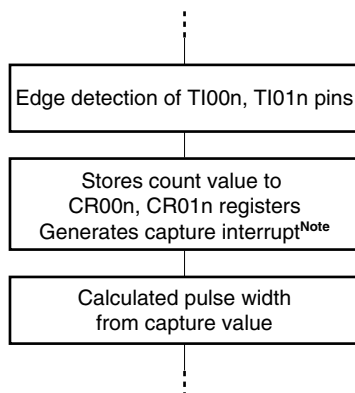 Edge detection of TI00n, TI01n pins
Stores count value to
CR00n, CR01n registers
Generates capture interruptNote
Calculated pulse width
from capture value